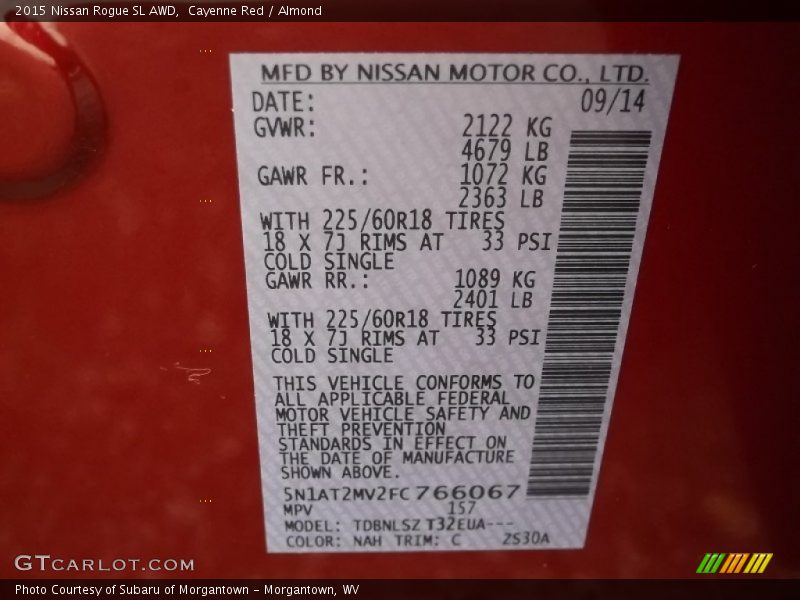 2015 Nissan Rogue SL AWD,  Cayenne Red / Almond
MFD BY NISSAN MOTOR CO., LTD.
DATE: 09/14
GVWR: 2122 KG
4679 LB
GAWR FR.: 1072 KG
2363 LB
WITH 225/60R18 TIRES
18 X 7J RIMS AT 33 PSI
COLD SINGLE
GAWR RR.: 1089 KG
2401 LB
WITH 225/60R18 TIRES
18 X 7J RIMS AT 33 PSI
COLD SINGLE
THIS VEHICLE CONFORMS TO
ALL APPLICABLE FEDERAL
MOTOR VEHICLE SAFETY AND
THEFT PREVENTION
STANDARDS IN EFFECT ON
THE DATE OF MANUFACTURE
SHOWN ABOVE.
5N1AT2MV2FC766067
MPV 157
MODEL: TDBNLSZ T32EUA---
COLOR: NAH TRIM: C ZS30A
GTCARLOT.COM
Photo Courtesy of Subaru of Morgantown - Morgantown, WV